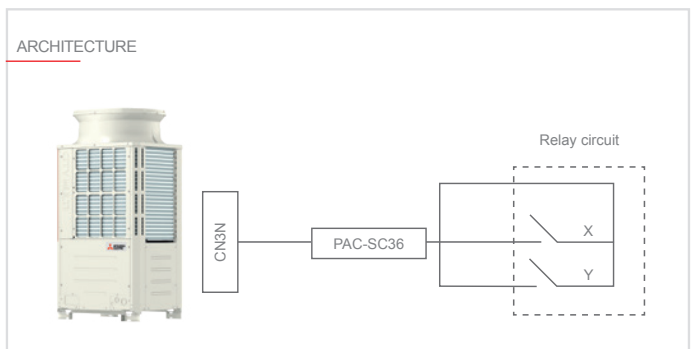 ARCHITECTURE
Relay circuit
CN3N
PAC-SC36
X
Y